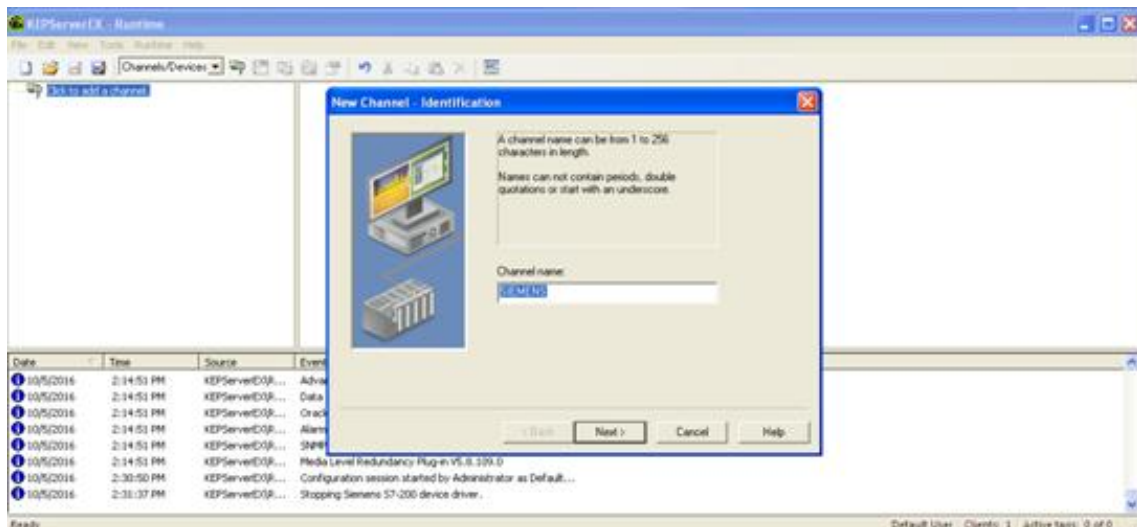 KEPServerEX - Runtime
File Edit View Tools Runtime Help
Channels/Devices
Click to add a channel.
New Channel - Identification
A channel name can be from 1 to 256
characters in length.
Names can not contain periods, double
quotations or start with an underscore.
Channel name:
SIEMENS
< Back Next > Cancel Help
Date Time Source Event
10/5/2016 2:14:51 PM KEPServerEX\R... Advan
10/5/2016 2:14:51 PM KEPServerEX\R... Data
10/5/2016 2:14:51 PM KEPServerEX\R... Oracl
10/5/2016 2:14:51 PM KEPServerEX\R... Alarms
10/5/2016 2:14:51 PM KEPServerEX\R... SNMP
10/5/2016 2:14:51 PM KEPServerEX\R... Media Level Redundancy Plug-in V5.8.109.0
10/5/2016 2:30:50 PM KEPServerEX\R... Configuration session started by Administrator as Default...
10/5/2016 2:31:37 PM KEPServerEX\R... Stopping Siemens S7-200 device driver.
Ready Default User Clients: 1 Active tags: 0 of 0